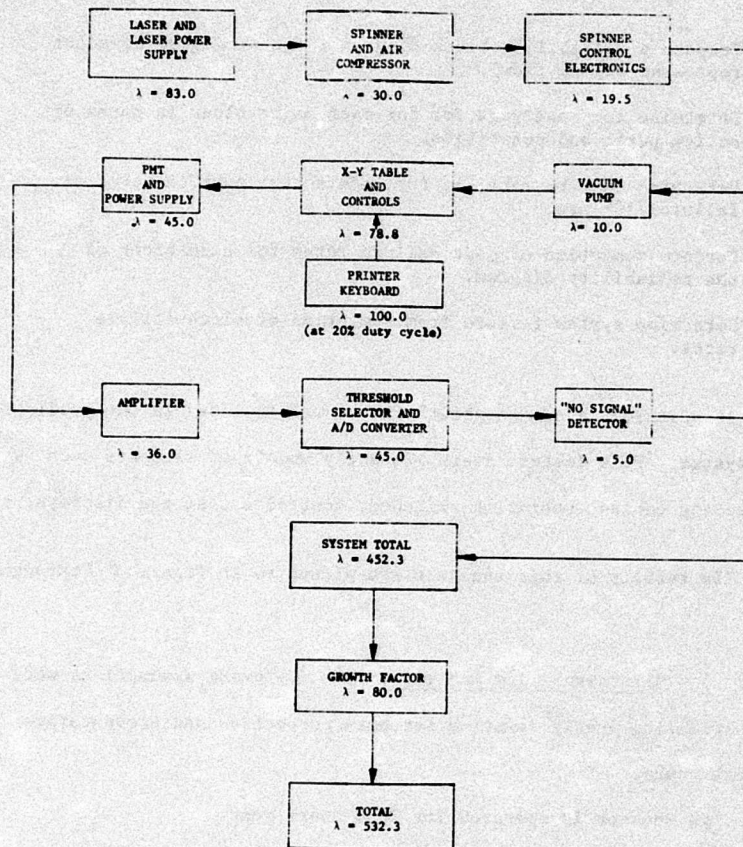 LASER AND
LASER POWER
SUPPLY
λ = 83.0
SPINNER
AND AIR
COMPRESSOR
λ = 30.0
SPINNER
CONTROL
ELECTRONICS
λ = 19.5
PMT
AND
POWER SUPPLY
λ = 45.0
X-Y TABLE
AND
CONTROLS
λ = 78.8
VACUUM
PUMP
λ= 10.0
PRINTER
KEYBOARD
λ = 100.0
(at 20% duty cycle)
AMPLIFIER
λ = 36.0
THRESHOLD
SELECTOR AND
A/D CONVERTER
λ = 45.0
"NO SIGNAL"
DETECTOR
λ = 5.0
SYSTEM TOTAL
λ = 452.3
GROWTH FACTOR
λ = 80.0
TOTAL
λ = 532.3